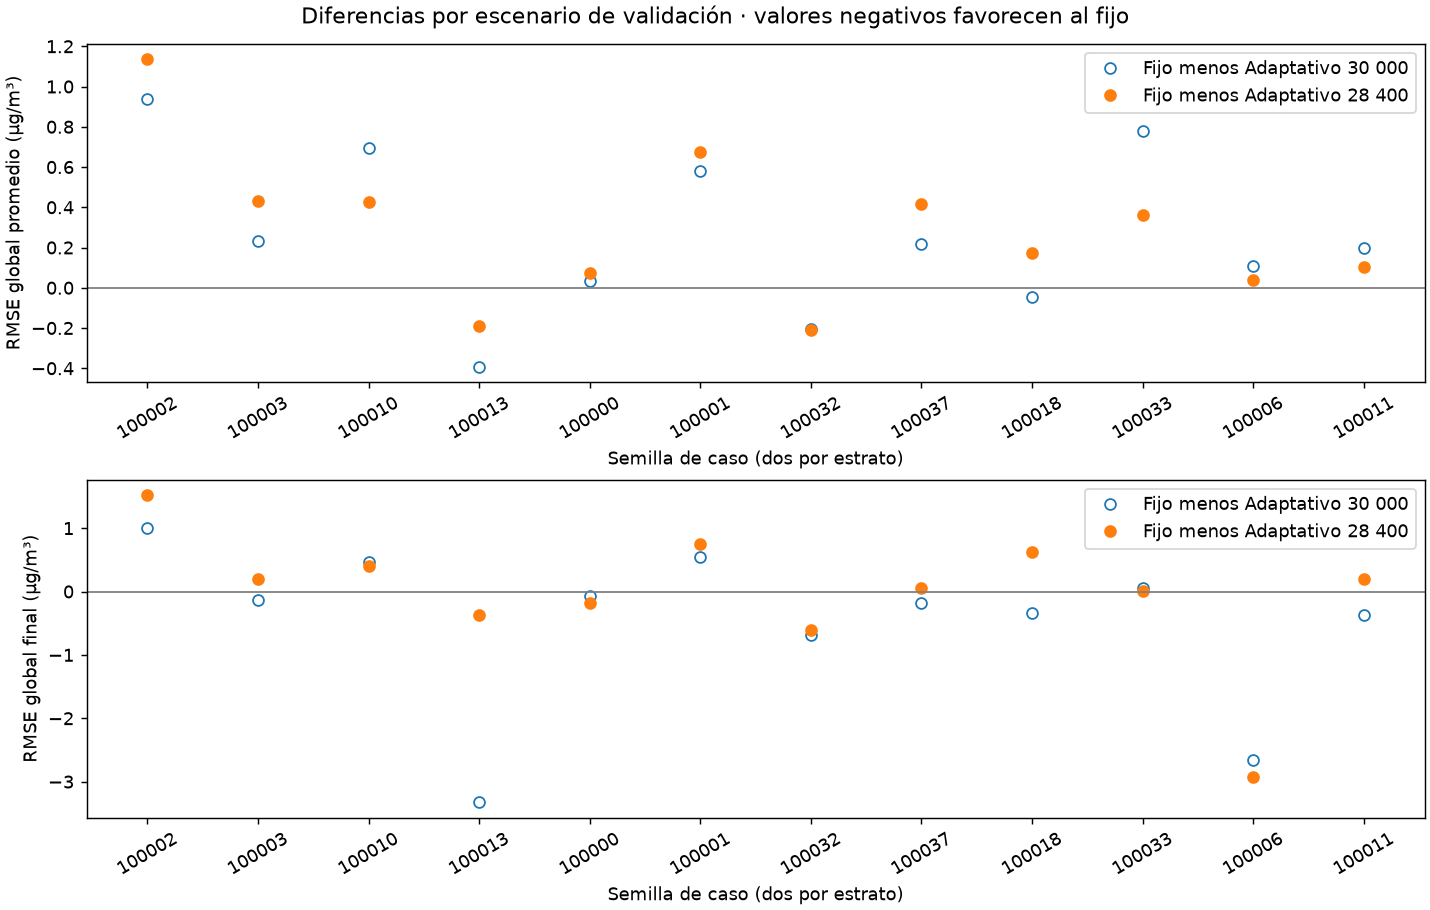 Diferencias por escenario de validación · valores negativos favorecen al fijo
RMSE global promedio (µg/m³)
1.2
1.0
0.8
0.6
0.4
0.2
0.0
−0.2
−0.4
Fijo menos Adaptativo 30 000
Fijo menos Adaptativo 28 400
100002 100003 100010 100013 100000 100001 100032 100037 100018 100033 100006 100011
Semilla de caso (dos por estrato)
RMSE global final (µg/m³)
1
0
−1
−2
−3
Fijo menos Adaptativo 30 000
Fijo menos Adaptativo 28 400
100002 100003 100010 100013 100000 100001 100032 100037 100018 100033 100006 100011
Semilla de caso (dos por estrato)